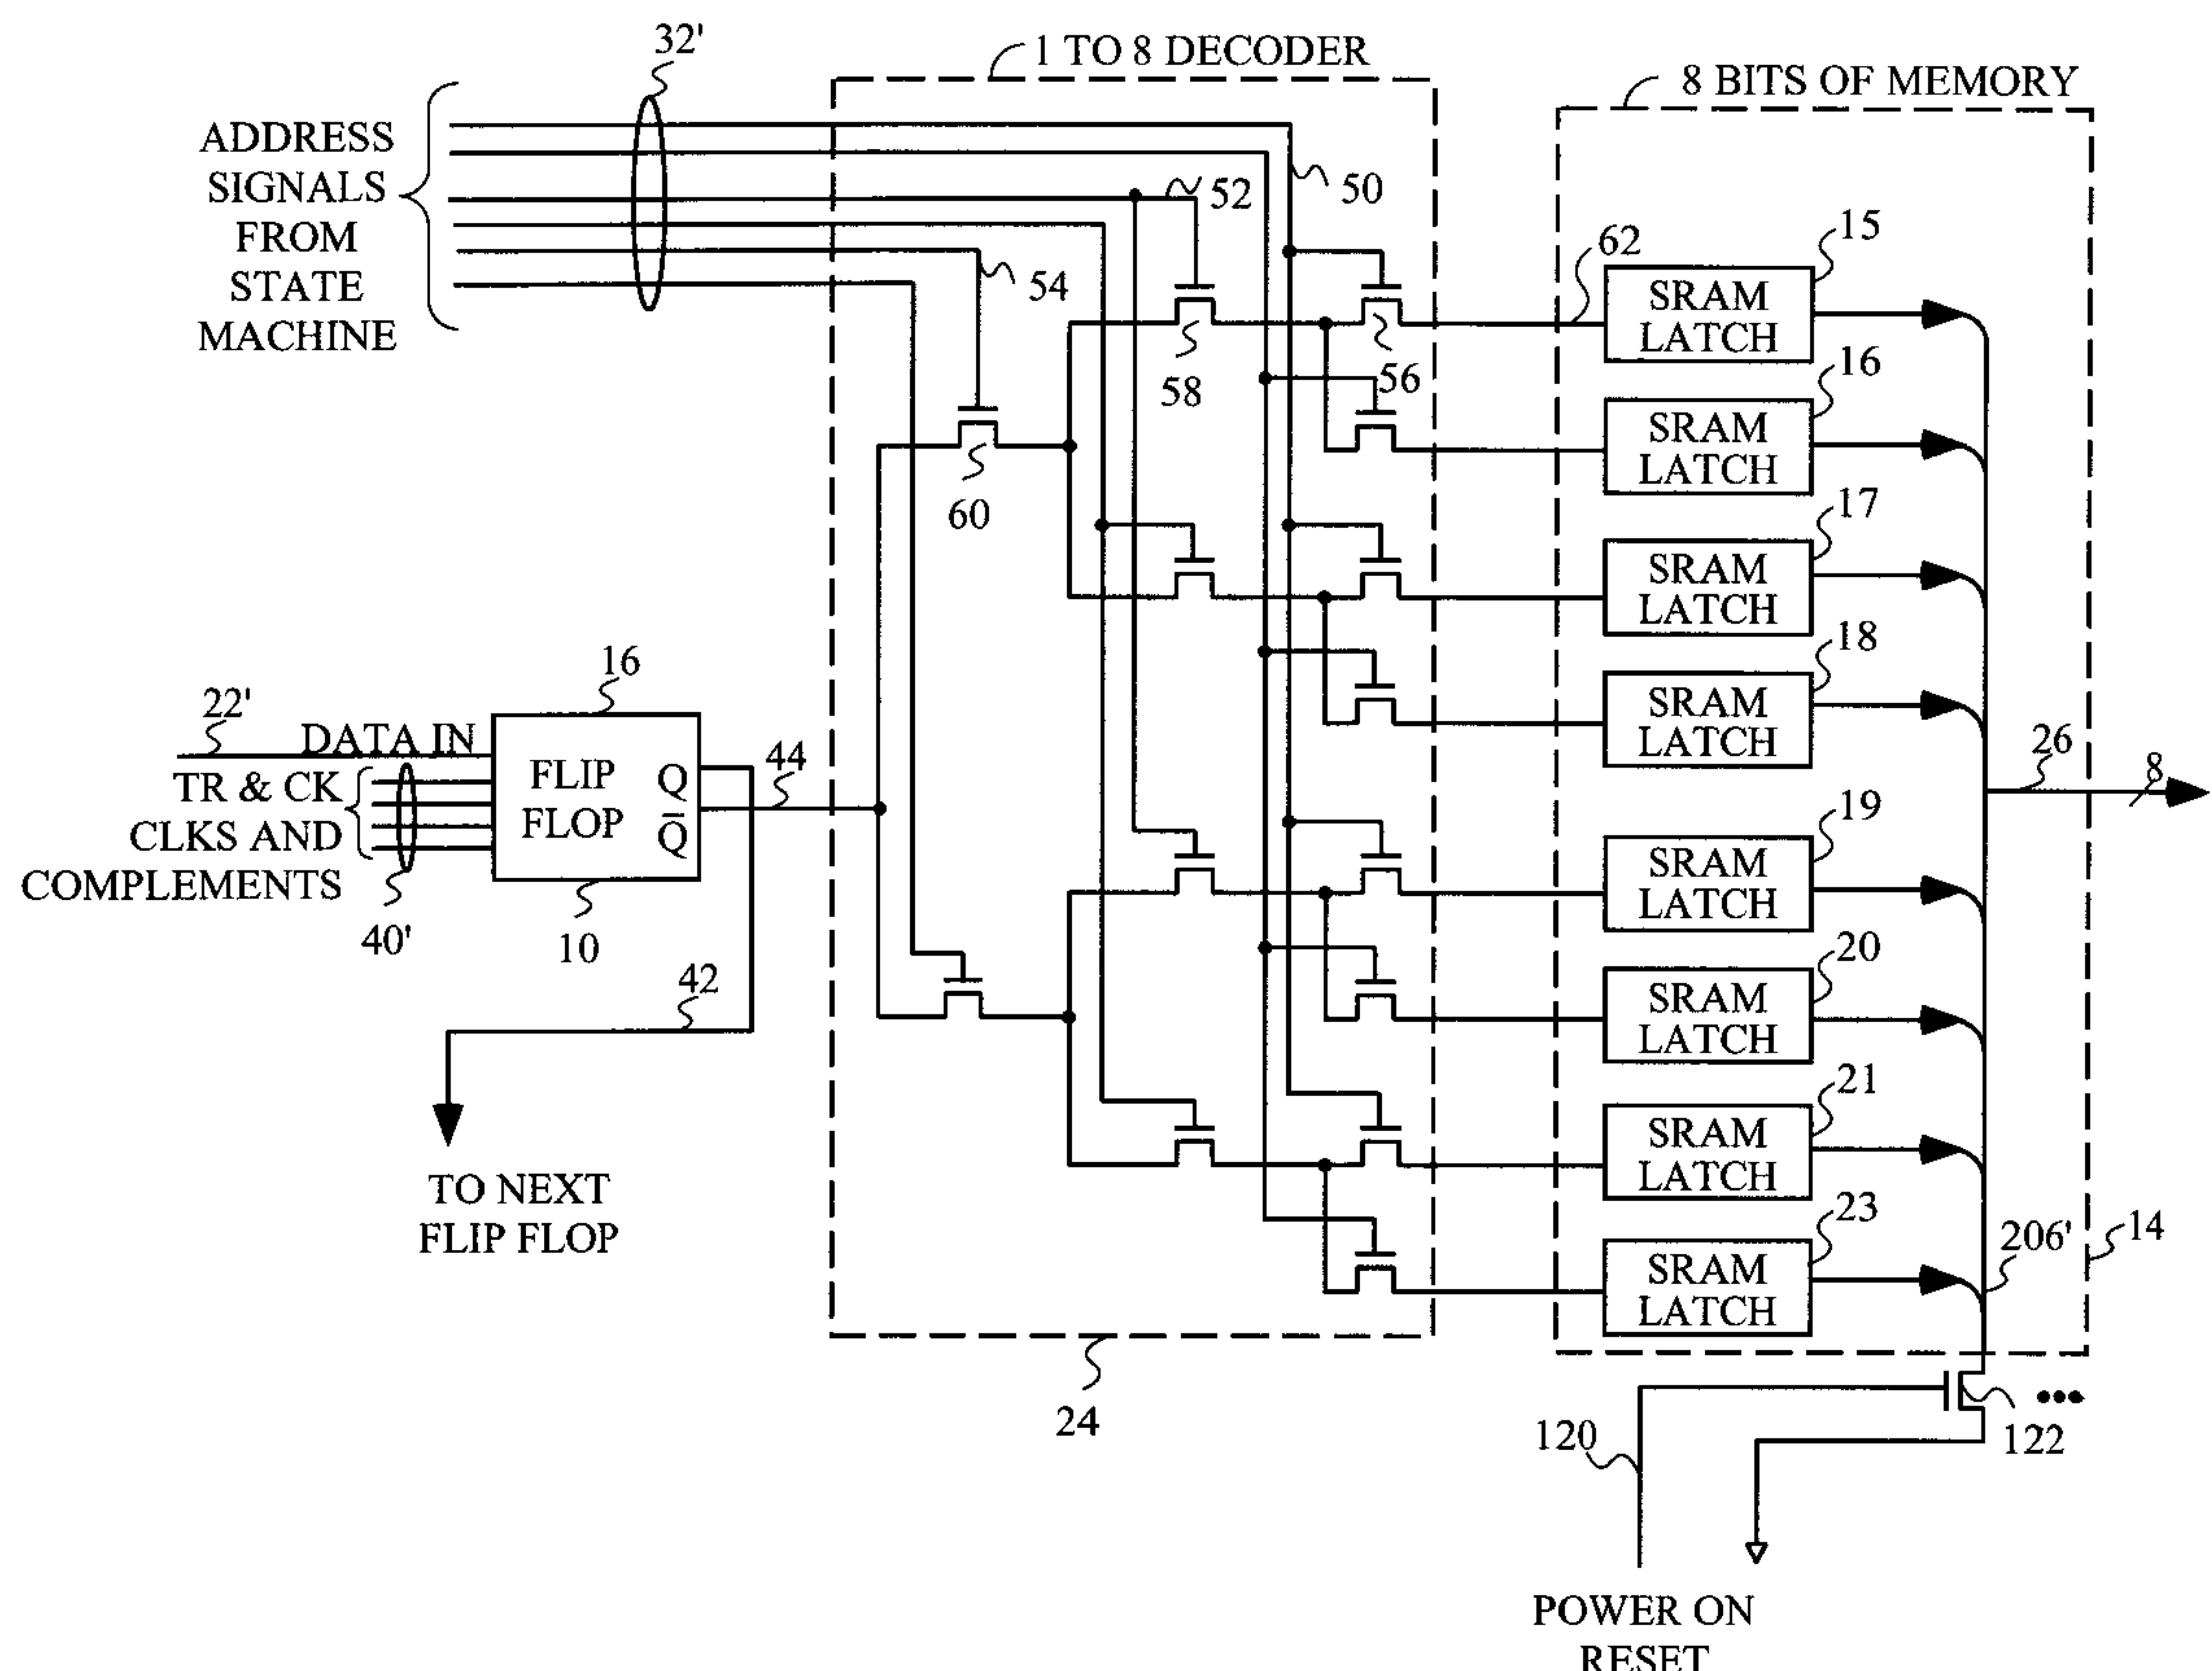 32'
1 TO 8 DECODER
8 BITS OF MEMORY
ADDRESS
SIGNALS
FROM
STATE
MACHINE
52
50
54
62
15
SRAM
LATCH
58
56
16
SRAM
LATCH
60
17
SRAM
LATCH
18
SRAM
LATCH
16
22'
DATA IN
TR & CK
CLKS AND
COMPLEMENTS
40'
FLIP
FLOP
Q
Q̄
10
44
42
TO NEXT
FLIP FLOP
26
8
19
SRAM
LATCH
20
SRAM
LATCH
21
SRAM
LATCH
23
SRAM
LATCH
206'
14
24
120
122
•••
POWER ON
RESET